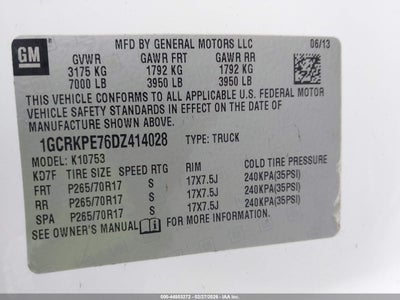 GM
MFD BY GENERAL MOTORS LLC
06/13
GVWR GAWR FRT GAWR RR
3175 KG 1792 KG 1792 KG
7000 LB 3950 LB 3950 LB
THIS VEHICLE CONFORMS TO ALL APPLICABLE U.S. FEDERAL MOTOR
VEHICLE SAFETY STANDARDS IN EFFECT ON THE DATE OF
MANUFACTURE SHOWN ABOVE.
1GCRKPE76DZ414028 TYPE: TRUCK
MODEL: K10753
KD7F TIRE SIZE SPEED RTG RIM COLD TIRE PRESSURE
FRT P265/70R17 S 17X7.5J 240KPA(35PSI)
RR P265/70R17 S 17X7.5J 240KPA(35PSI)
SPA P265/70R17 S 17X7.5J 240KPA(35PSI)
SEE OWNER'S MANUAL FOR MORE INFORMATION.